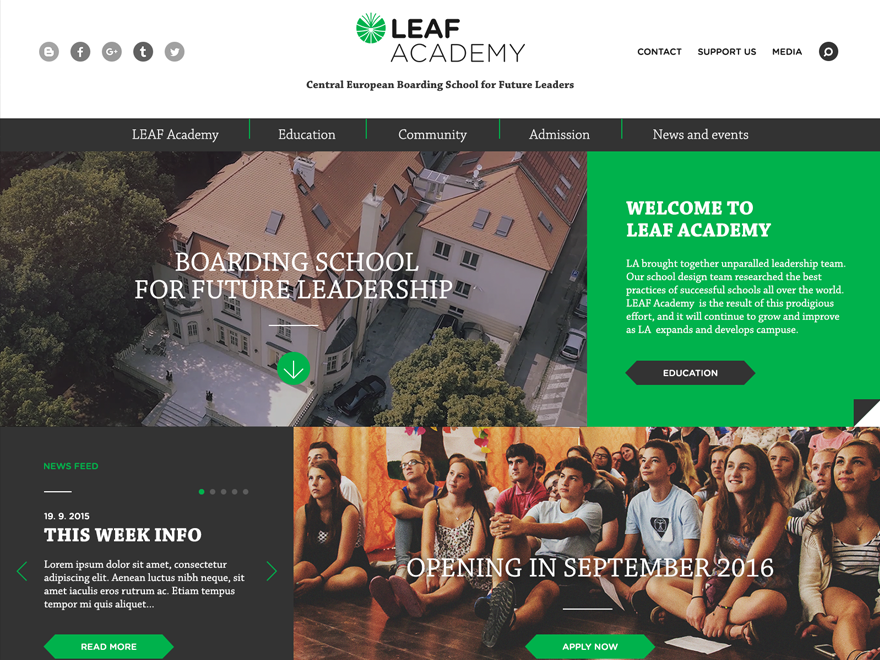 LEAF
ACADEMY
CONTACT SUPPORT US MEDIA
Central European Boarding School for Future Leaders
LEAF Academy Education Community Admission News and events
BOARDING SCHOOL
FOR FUTURE LEADERSHIP
WELCOME TO
LEAF ACADEMY
LA brought together unparalled leadership team.
Our school design team researched the best
practices of successful schools all over the world.
LEAF Academy is the result of this prodigious
effort, and it will continue to grow and improve
as LA expands and develops campuse.
EDUCATION
NEWS FEED
19. 9. 2015
THIS WEEK INFO
Lorem ipsum dolor sit amet, consectetur
adipiscing elit. Aenean luctus nibh neque, sit
amet iaculis eros rutrum ac. Etiam tempus
tempor mi quis aliquet...
READ MORE
OPENING IN SEPTEMBER 2016
APPLY NOW